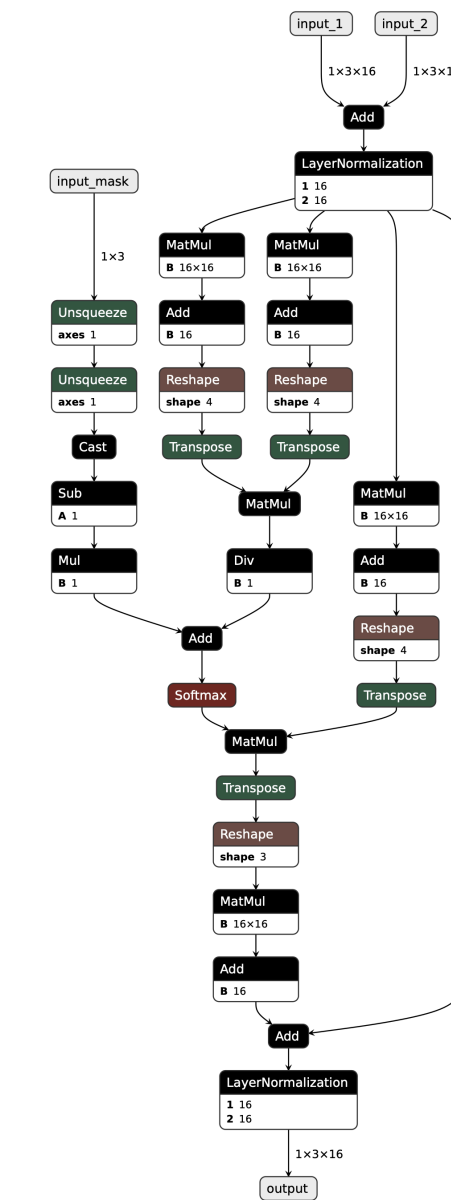 input_1
input_2
1×3×16
1×3×1
Add
LayerNormalization
1 16
2 16
input_mask
1×3
MatMul
B 16×16
MatMul
B 16×16
Unsqueeze
axes 1
Add
B 16
Add
B 16
Unsqueeze
axes 1
Reshape
shape 4
Reshape
shape 4
Cast
Transpose
Transpose
Sub
A 1
MatMul
MatMul
B 16×16
Mul
B 1
Div
B 1
Add
B 16
Add
Reshape
shape 4
Softmax
Transpose
MatMul
Transpose
Reshape
shape 3
MatMul
B 16×16
Add
B 16
Add
LayerNormalization
1 16
2 16
1×3×16
output